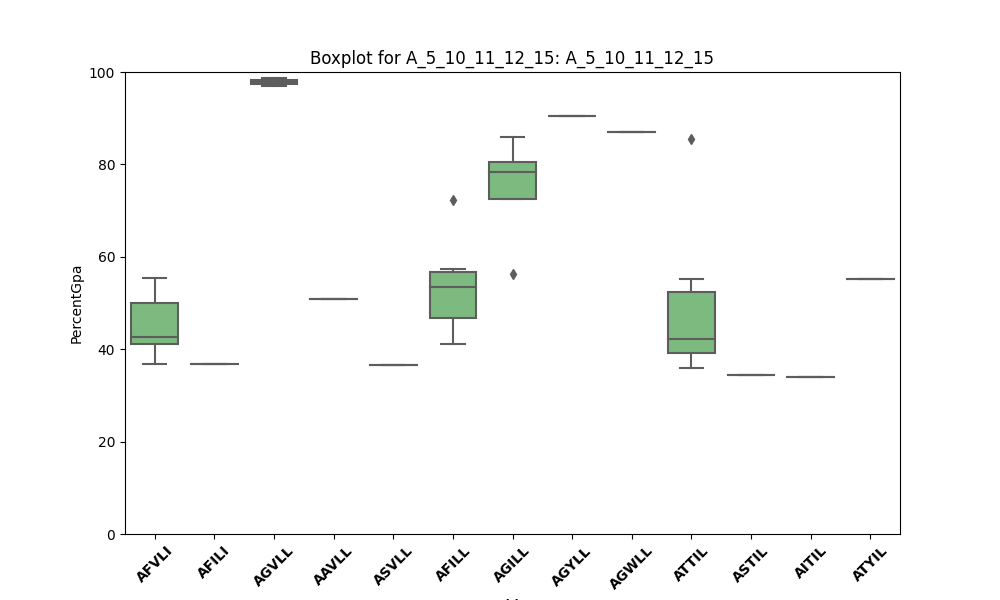 Boxplot for A_5_10_11_12_15: A_5_10_11_12_15
100
80
60
40
20
0
PercentGpa
AFVLI
AFILI
AGVLL
AAVLL
ASVLL
AFILL
AGILL
AGYLL
AGWLL
ATTIL
ASTIL
AITIL
ATYIL